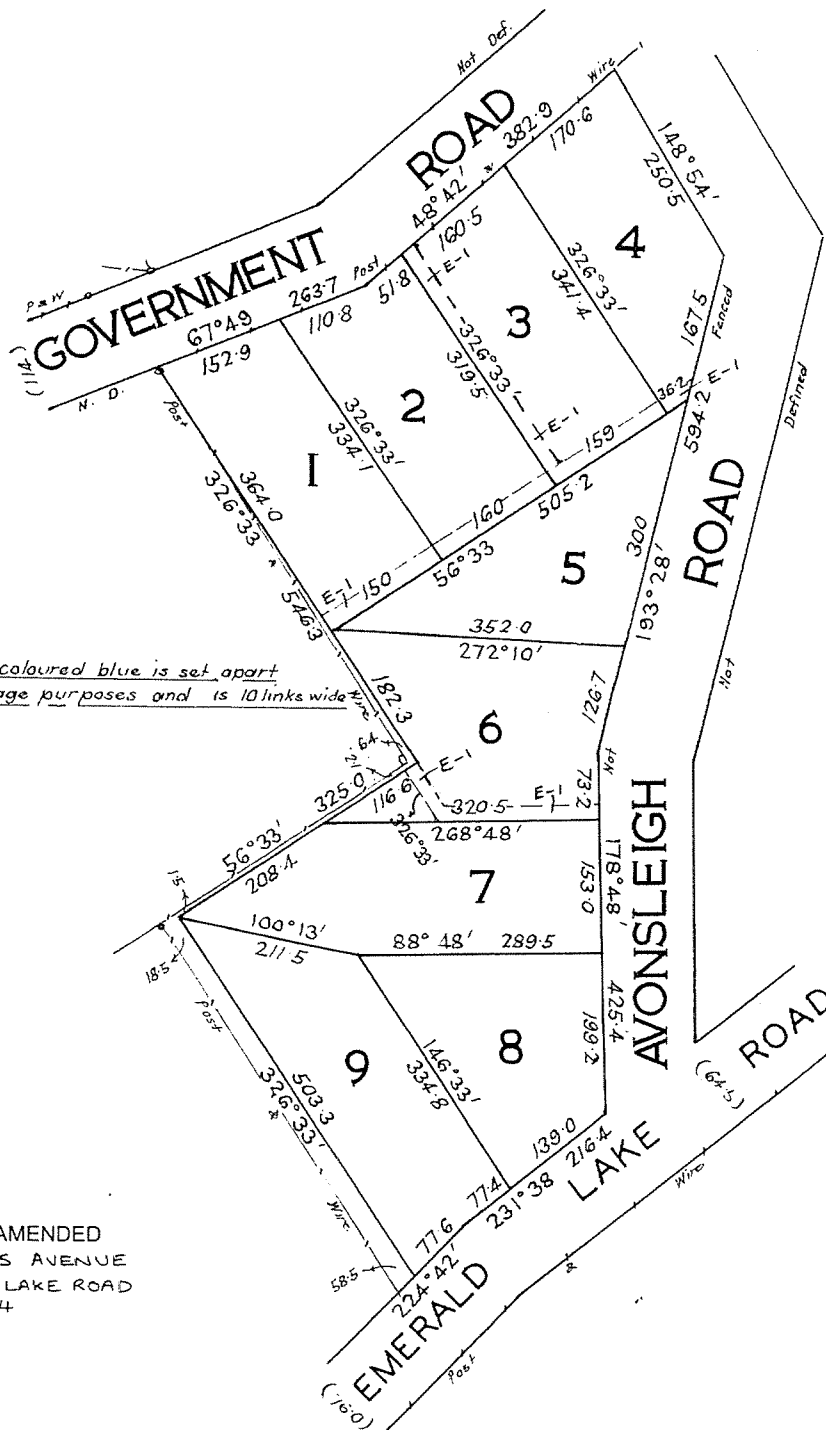 Not Def.
ROAD
Wire
382.9
170.6
48°42'
160.5
148°54'
250.5
4
P & W
GOVERNMENT
(114)
67°49
263.7
Post
51.8
E-1
152.9
110.8
N. D.
Post
3
326°33'
341.4
167.5
Fenced
2
326°33'
319.5
326°33'
334.1
E-1
36.2
E-1
159
594.2
Defined
1
364.0
326°33
160
505.2
ROAD
E-1
150
56°33
5
300
193°28'
546.3
352.0
272°10'
coloured blue is set apart
age purposes and is 10 links wide
182.3
Wire
126.7
Not
6
6.4
21
E-1
Not
73.2
325.0
116.6
326°33'
320.5
E-1
268°48'
56°33'
208.4
7
153.0
178°48'
AVONSLEIGH
1.5
18.5
100°13'
211.5
88°48'
289.5
425.4
199.2
Post
&
Wire
503.3
326°33'
9
146°33'
334.8
8
139.0
216.4
77.4
231°38
LAKE
ROAD
(64.5)
Wire
&
Post
77.6
58.5
224°42'
EMERALD
AMENDED
S AVENUE
LAKE ROAD
4